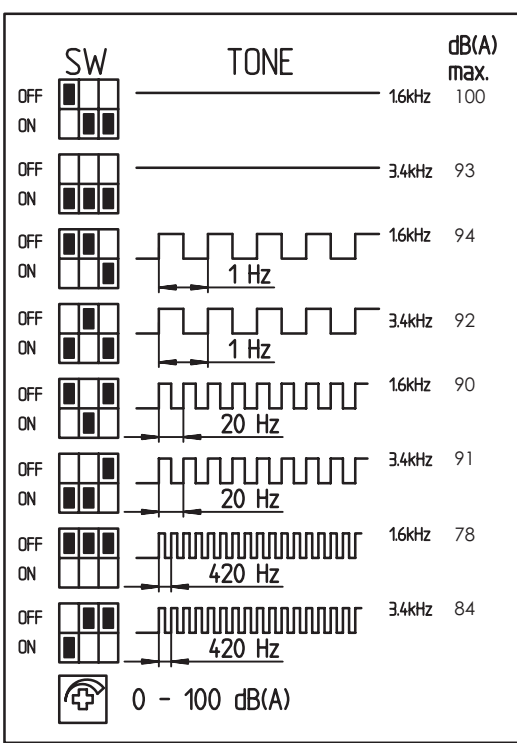 SW TONE dB(A) max.
OFF 1.6kHz 100
ON
OFF 3.4kHz 93
ON
OFF 1.6kHz 94
ON 1 Hz
OFF 3.4kHz 92
ON 1 Hz
OFF 1.6kHz 90
ON 20 Hz
OFF 3.4kHz 91
ON 20 Hz
OFF 1.6kHz 78
ON 420 Hz
OFF 3.4kHz 84
ON 420 Hz
0 - 100 dB(A)